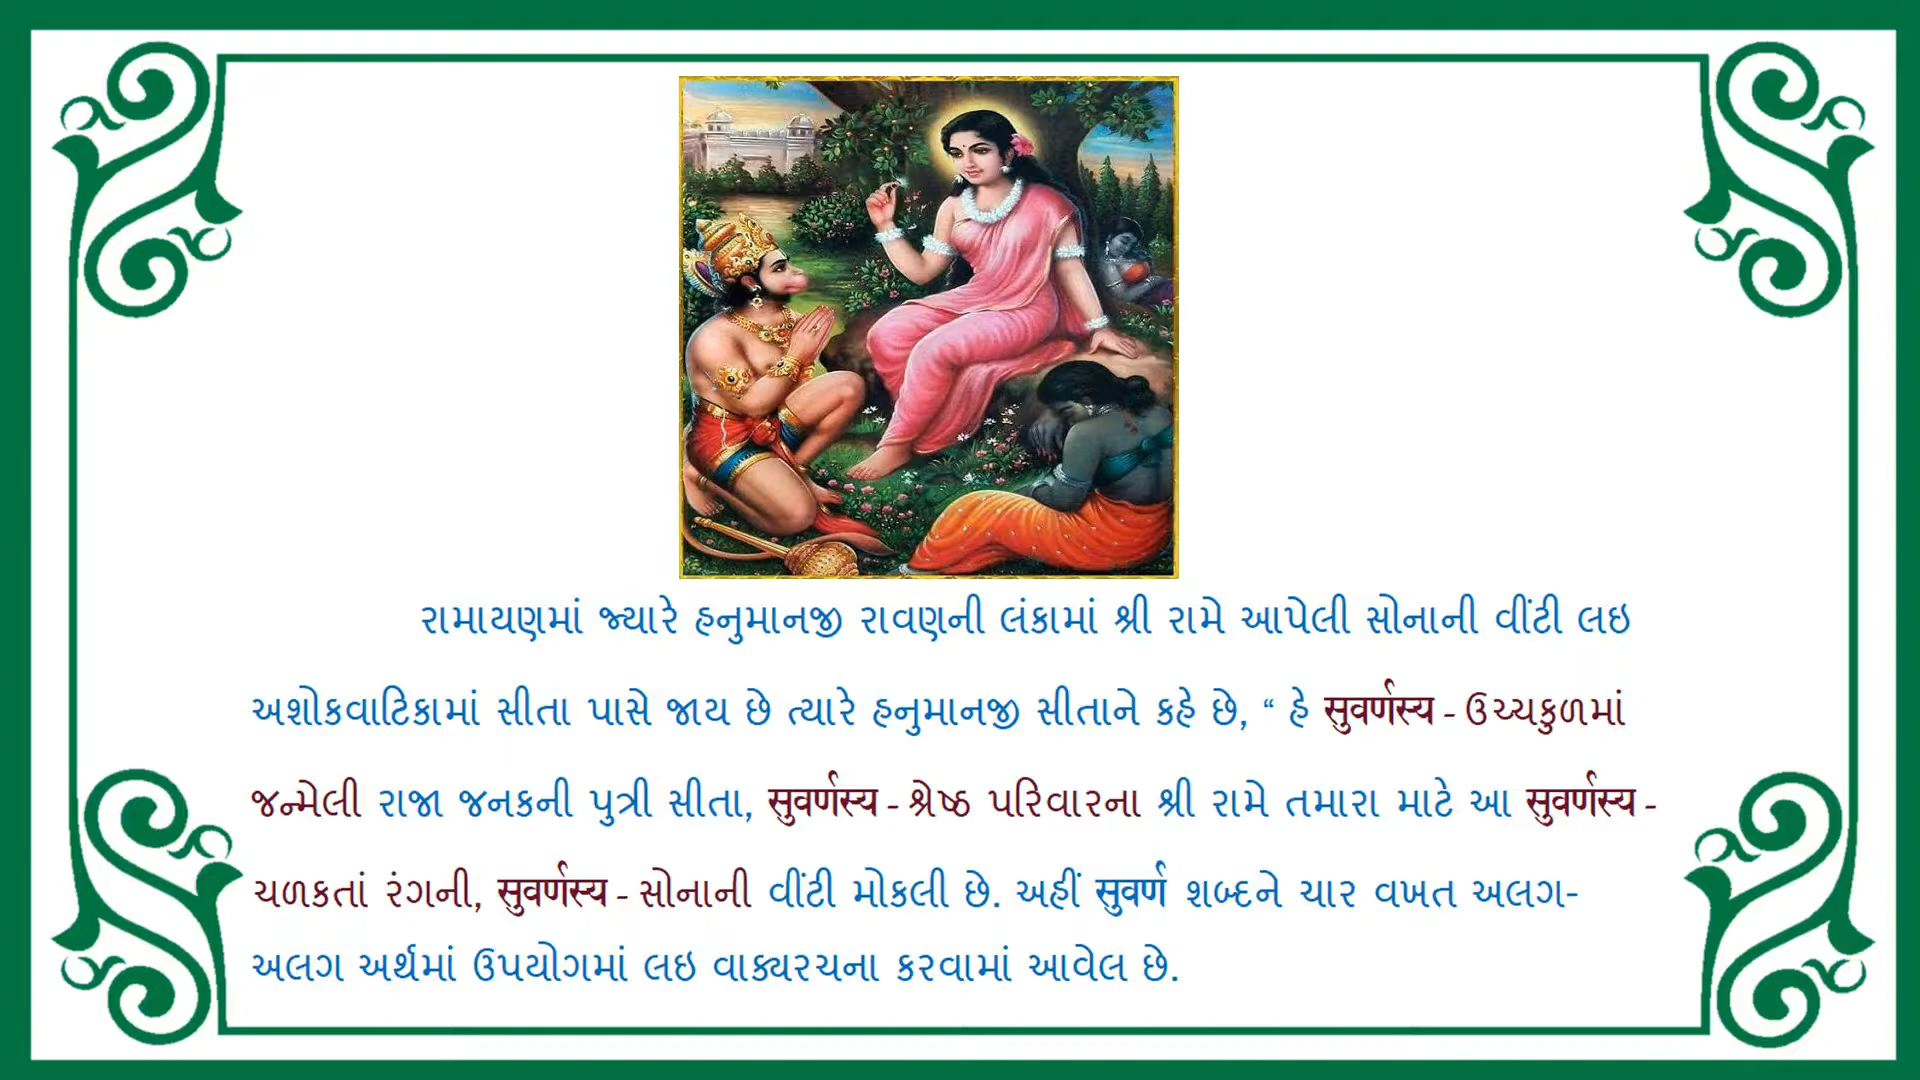 રામાયણમાં જ્યારે હનુમાનજી રાવણની લંકામાં શ્રી રામે આપેલી સોનાની વીંટી લઇ
અશોકવાટિકામાં સીતા પાસે જાય છે ત્યારે હનુમાનજી સીતાને કહે છે, “ હે सुवर्णस्य - ઉચ્ચકુળમાં
જન્મેલી રાજા જનકની પુત્રી સીતા, सुवर्णस्य - શ્રેષ્ઠ પરિવારના શ્રી રામે તમારા માટે આ सुवर्णस्य -
ચળકતાં રંગની, सुवर्णस्य - સોનાની વીંટી મોકલી છે. અહીં सुवर्ण શબ્દને ચાર વખત અલગ-
અલગ અર્થમાં ઉપયોગમાં લઇ વાક્યરચના કરવામાં આવેલ છે.